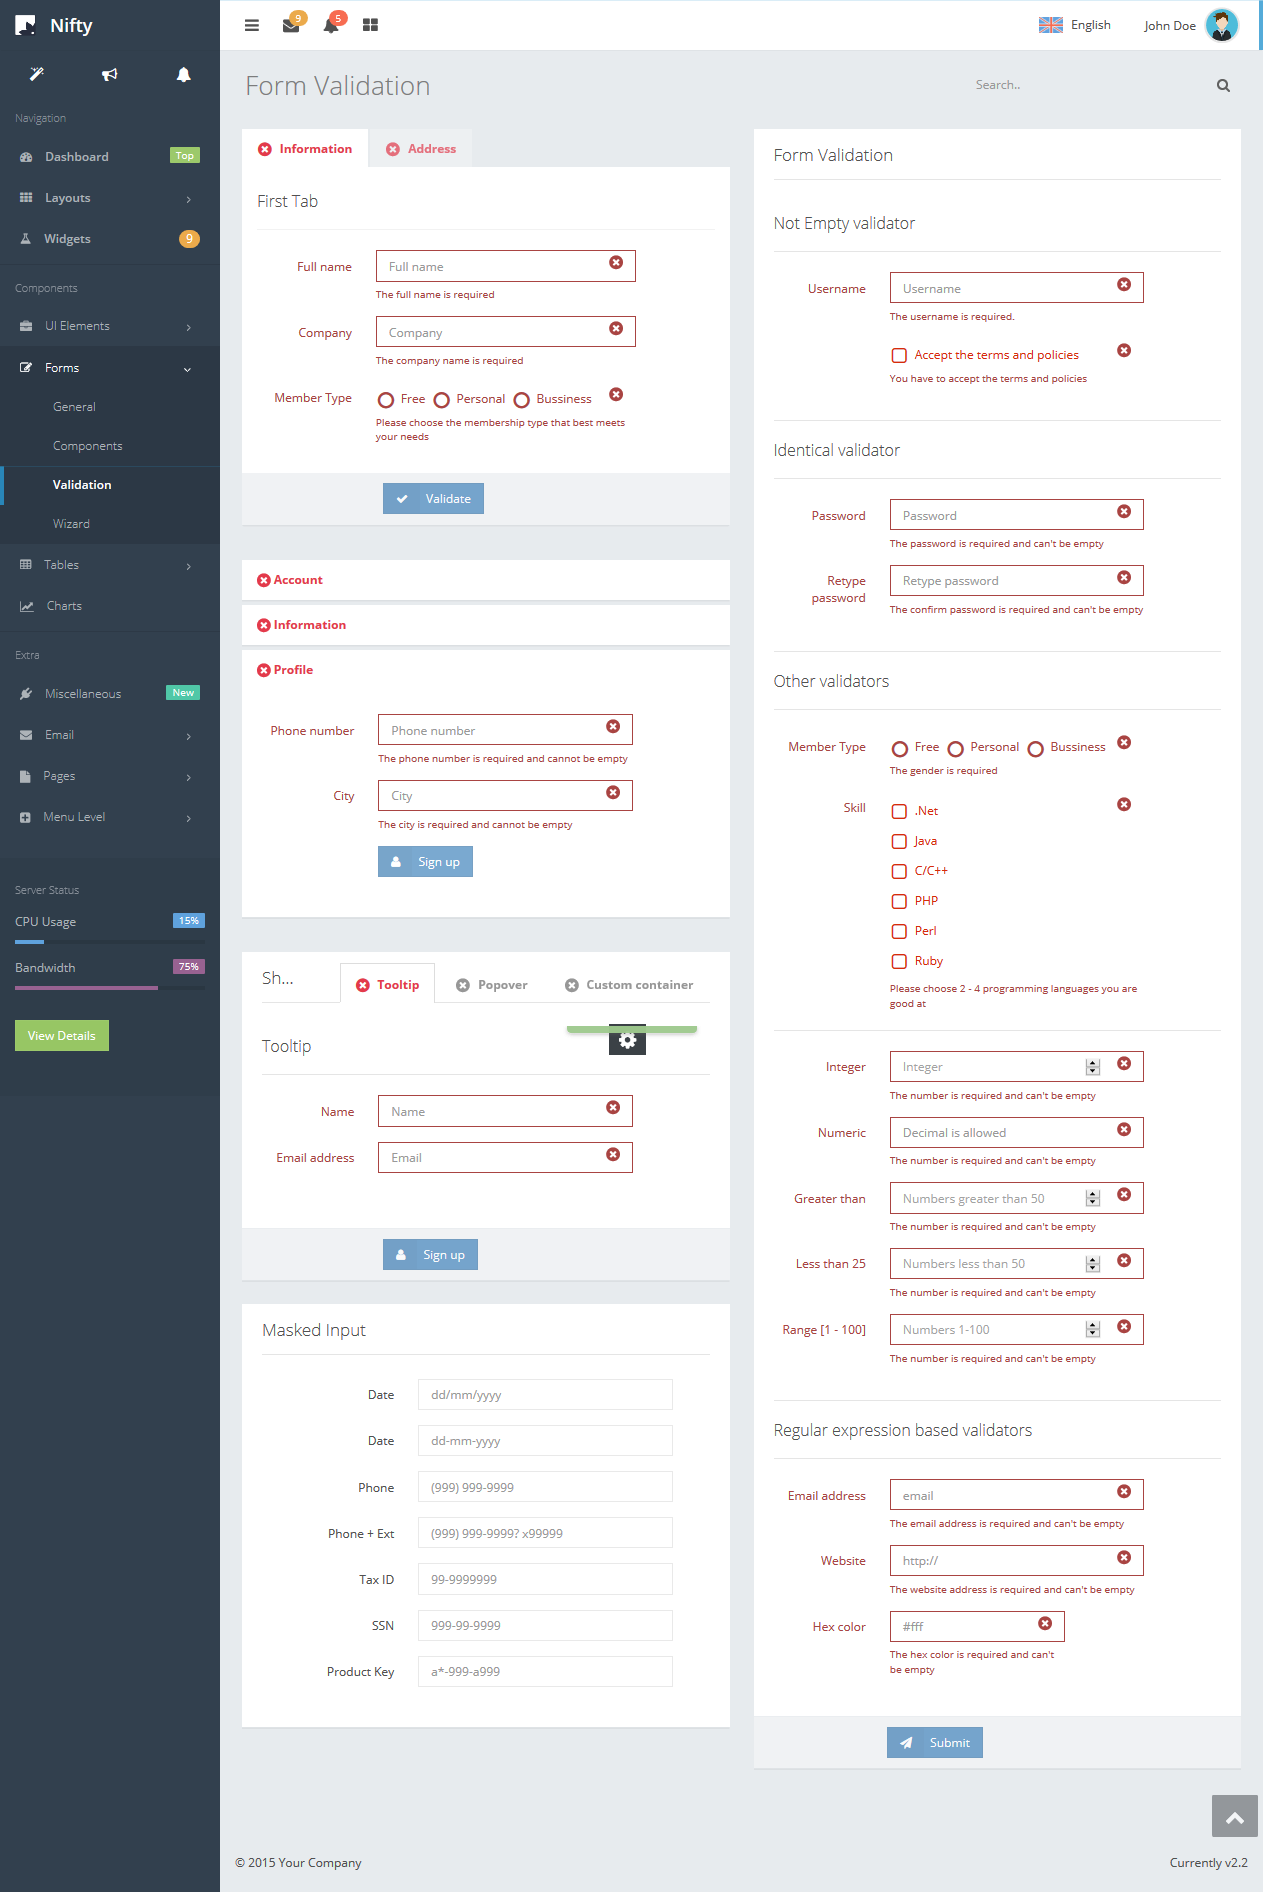 Nifty
9
5
English
John Doe
Navigation
Dashboard
Top
Layouts
Widgets
9
Components
UI Elements
Forms
General
Components
Validation
Wizard
Tables
Charts
Extra
Miscellaneous
New
Email
Pages
Menu Level
Server Status
CPU Usage
15%
Bandwidth
75%
View Details
Form Validation
Search..
Information
Address
First Tab
Full name
Full name
The full name is required
Company
Company
The company name is required
Member Type
Free
Personal
Bussiness
Please choose the membership type that best meets
your needs
Validate
Account
Information
Profile
Phone number
Phone number
The phone number is required and cannot be empty
City
City
The city is required and cannot be empty
Sign up
Sh...
Tooltip
Popover
Custom container
Tooltip
Name
Name
Email address
Email
Sign up
Masked Input
Date
dd/mm/yyyy
Date
dd-mm-yyyy
Phone
(999) 999-9999
Phone + Ext
(999) 999-9999? x99999
Tax ID
99-9999999
SSN
999-99-9999
Product Key
a*-999-a999
Form Validation
Not Empty validator
Username
Username
The username is required.
Accept the terms and policies
You have to accept the terms and policies
Identical validator
Password
Password
The password is required and can't be empty
Retype
password
Retype password
The confirm password is required and can't be empty
Other validators
Member Type
Free
Personal
Bussiness
The gender is required
Skill
.Net
Java
C/C++
PHP
Perl
Ruby
Please choose 2 - 4 programming languages you are
good at
Integer
Integer
The number is required and can't be empty
Numeric
Decimal is allowed
The number is required and can't be empty
Greater than
Numbers greater than 50
The number is required and can't be empty
Less than 25
Numbers less than 50
The number is required and can't be empty
Range [1 - 100]
Numbers 1-100
The number is required and can't be empty
Regular expression based validators
Email address
email
The email address is required and can't be empty
Website
http://
The website address is required and can't be empty
Hex color
#fff
The hex color is required and can't
be empty
Submit
© 2015 Your Company
Currently v2.2